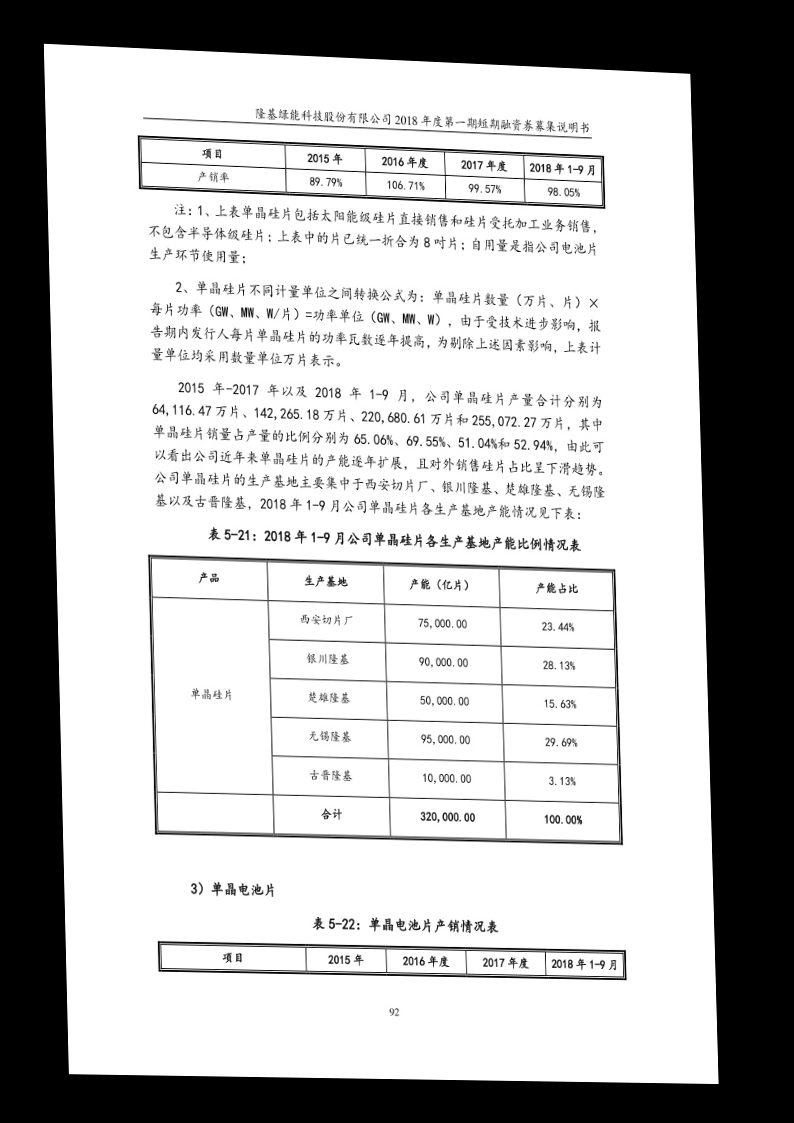 隆基绿能科技股份有限公司 2018 年度第一期短期融资券募集说明书
项目 2015 年 2016 年度 2017 年度 2018 年 1-9 月
产销率 89.79% 106.71% 99.57% 98.05%
注：1、上表单晶硅片包括太阳能级硅片直接销售和硅片受托加工业务销售，
不包含半导体级硅片；上表中的片已统一折合为 8 吋片；自用量是指公司电池片
生产环节使用量；
2、单晶硅片不同计量单位之间转换公式为：单晶硅片数量（万片、片）×
每片功率（GW、MW、W/片）=功率单位（GW、MW、W），由于受技术进步影响，报
告期内发行人每片单晶硅片的功率瓦数逐年提高，为剔除上述因素影响，上表计
量单位均采用数量单位万片表示。
2015 年-2017 年以及 2018 年 1-9 月，公司单晶硅片产量合计分别为
64,116.47 万片、142,265.18 万片、220,680.61 万片和 255,072.27 万片，其中
单晶硅片销量占产量的比例分别为 65.06%、69.55%、51.04%和 52.94%，由此可
以看出公司近年来单晶硅片的产能逐年扩展，且对外销售硅片占比呈下滑趋势。
公司单晶硅片的生产基地主要集中于西安切片厂、银川隆基、楚雄隆基、无锡隆
基以及古晋隆基，2018 年 1-9 月公司单晶硅片各生产基地产能情况见下表：
表 5-21：2018 年 1-9 月公司单晶硅片各生产基地产能比例情况表
产品 生产基地 产能（亿片） 产能占比
西安切片厂 75,000.00 23.44%
银川隆基 90,000.00 28.13%
单晶硅片 楚雄隆基 50,000.00 15.63%
无锡隆基 95,000.00 29.69%
古晋隆基 10,000.00 3.13%
合计 320,000.00 100.00%
3）单晶电池片
表 5-22：单晶电池片产销情况表
项目 2015 年 2016 年度 2017 年度 2018 年 1-9 月
92